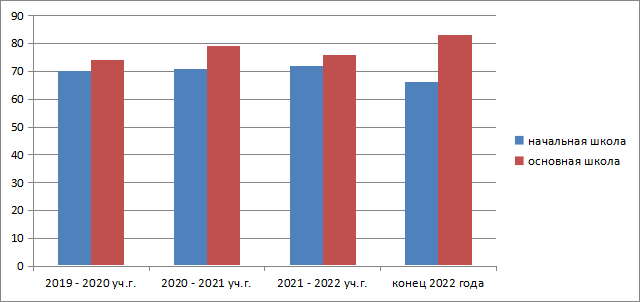 90
80
70
60
50
40
30
20
10
0
2019 - 2020 уч.г.
2020 - 2021 уч.г.
2021 - 2022 уч.г.
конец 2022 года
начальная школа
основная школа